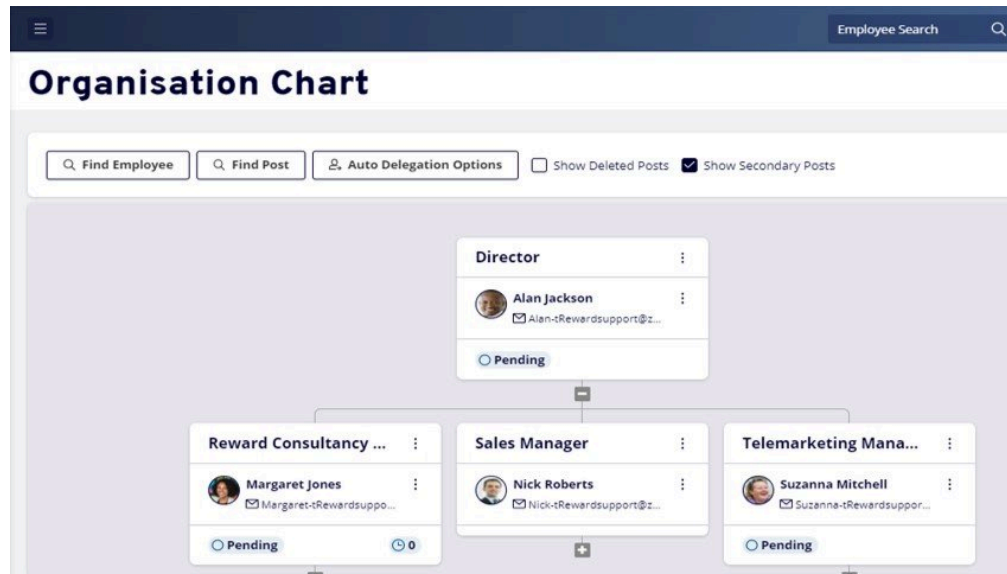 Employee Search
Organisation Chart
Find Employee
Find Post
Auto Delegation Options
Show Deleted Posts
Show Secondary Posts
Director
Alan Jackson
Alan-tRewardsupport@z...
Pending
Reward Consultancy ...
Sales Manager
Telemarketing Mana...
Margaret Jones
Margaret-tRewardsuppo...
Nick Roberts
Nick-tRewardsupport@z...
Suzanna Mitchell
Suzanna-tRewardsuppor...
Pending
0
Pending